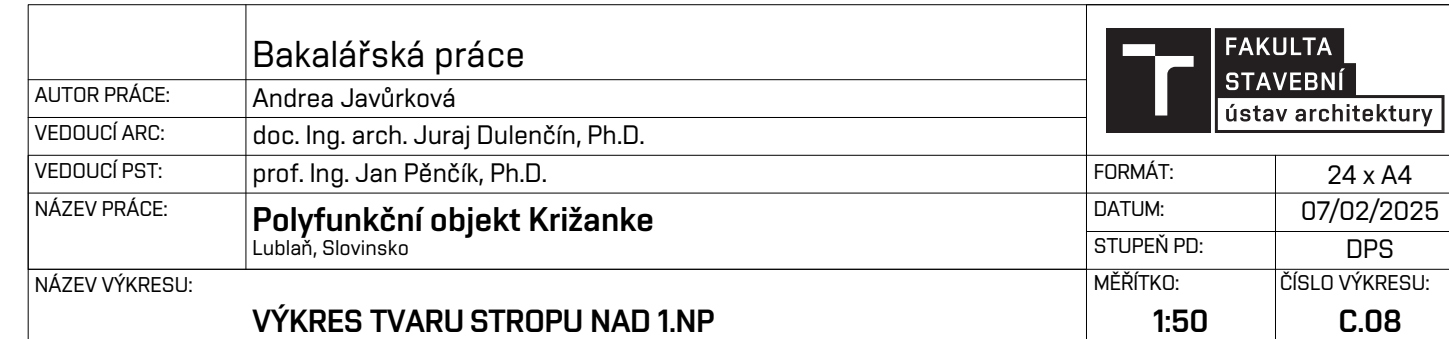 Bakalářská práce
FAKULTA
STAVEBNÍ
ústav architektury
AUTOR PRÁCE: Andrea Javůrková
VEDOUCÍ ARC: doc. Ing. arch. Juraj Dulenčín, Ph.D.
VEDOUCÍ PST: prof. Ing. Jan Pěnčík, Ph.D.
FORMÁT: 24 x A4
NÁZEV PRÁCE: Polyfunkční objekt Križanke
Lublaň, Slovinsko
DATUM: 07/02/2025
STUPEŇ PD: DPS
NÁZEV VÝKRESU:
VÝKRES TVARU STROPU NAD 1.NP
MĚŘÍTKO:
1:50
ČÍSLO VÝKRESU:
C.08